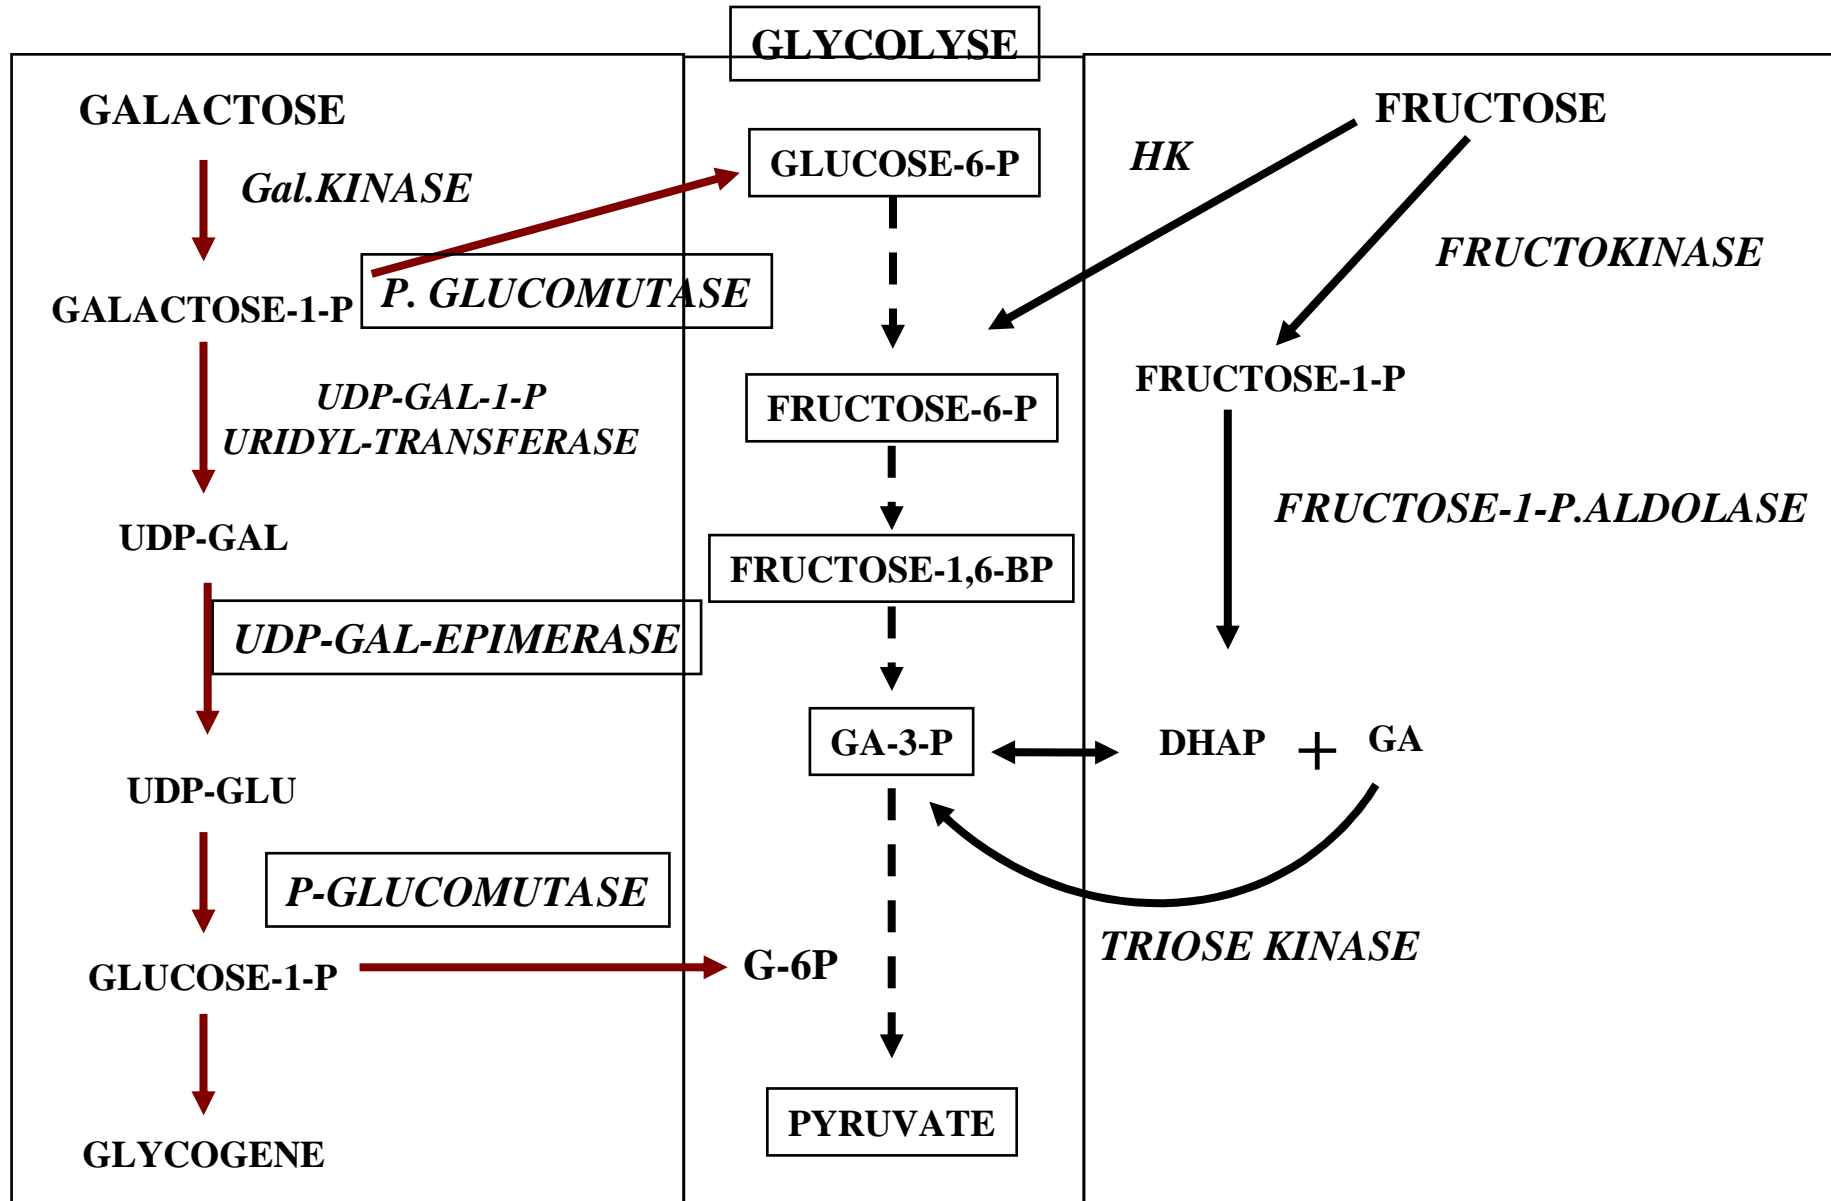 GLYCOLYSE
GALACTOSE
Gal.KINASE
GALACTOSE-1-P
P. GLUCOMUTASE
UDP-GAL-1-P
URIDYL-TRANSFERASE
UDP-GAL
UDP-GAL-EPIMERASE
UDP-GLU
P-GLUCOMUTASE
GLUCOSE-1-P
GLYCOGENE
GLUCOSE-6-P
FRUCTOSE-6-P
FRUCTOSE-1,6-BP
GA-3-P
G-6P
PYRUVATE
FRUCTOSE
HK
FRUCTOKINASE
FRUCTOSE-1-P
FRUCTOSE-1-P.ALDOLASE
DHAP + GA
TRIOSE KINASE